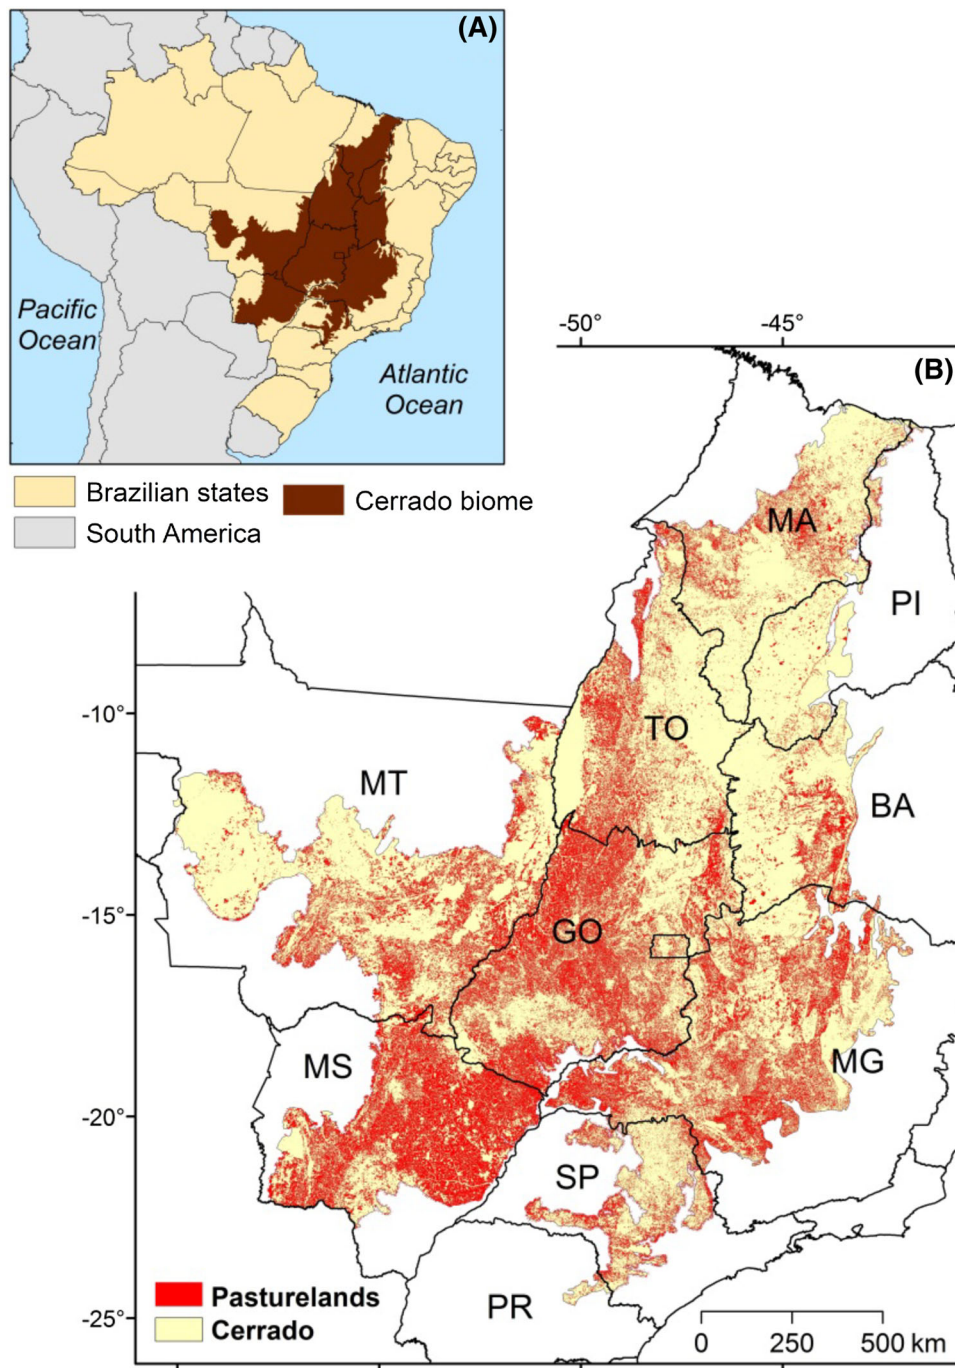 (A)
Pacific
Ocean
Atlantic
Ocean
Brazilian states
Cerrado biome
South America
-50°
-45°
(B)
MA
PI
-10°
TO
MT
BA
-15°
GO
MS
MG
-20°
SP
Pasturelands
PR
-25°
Cerrado
0 250 500 km